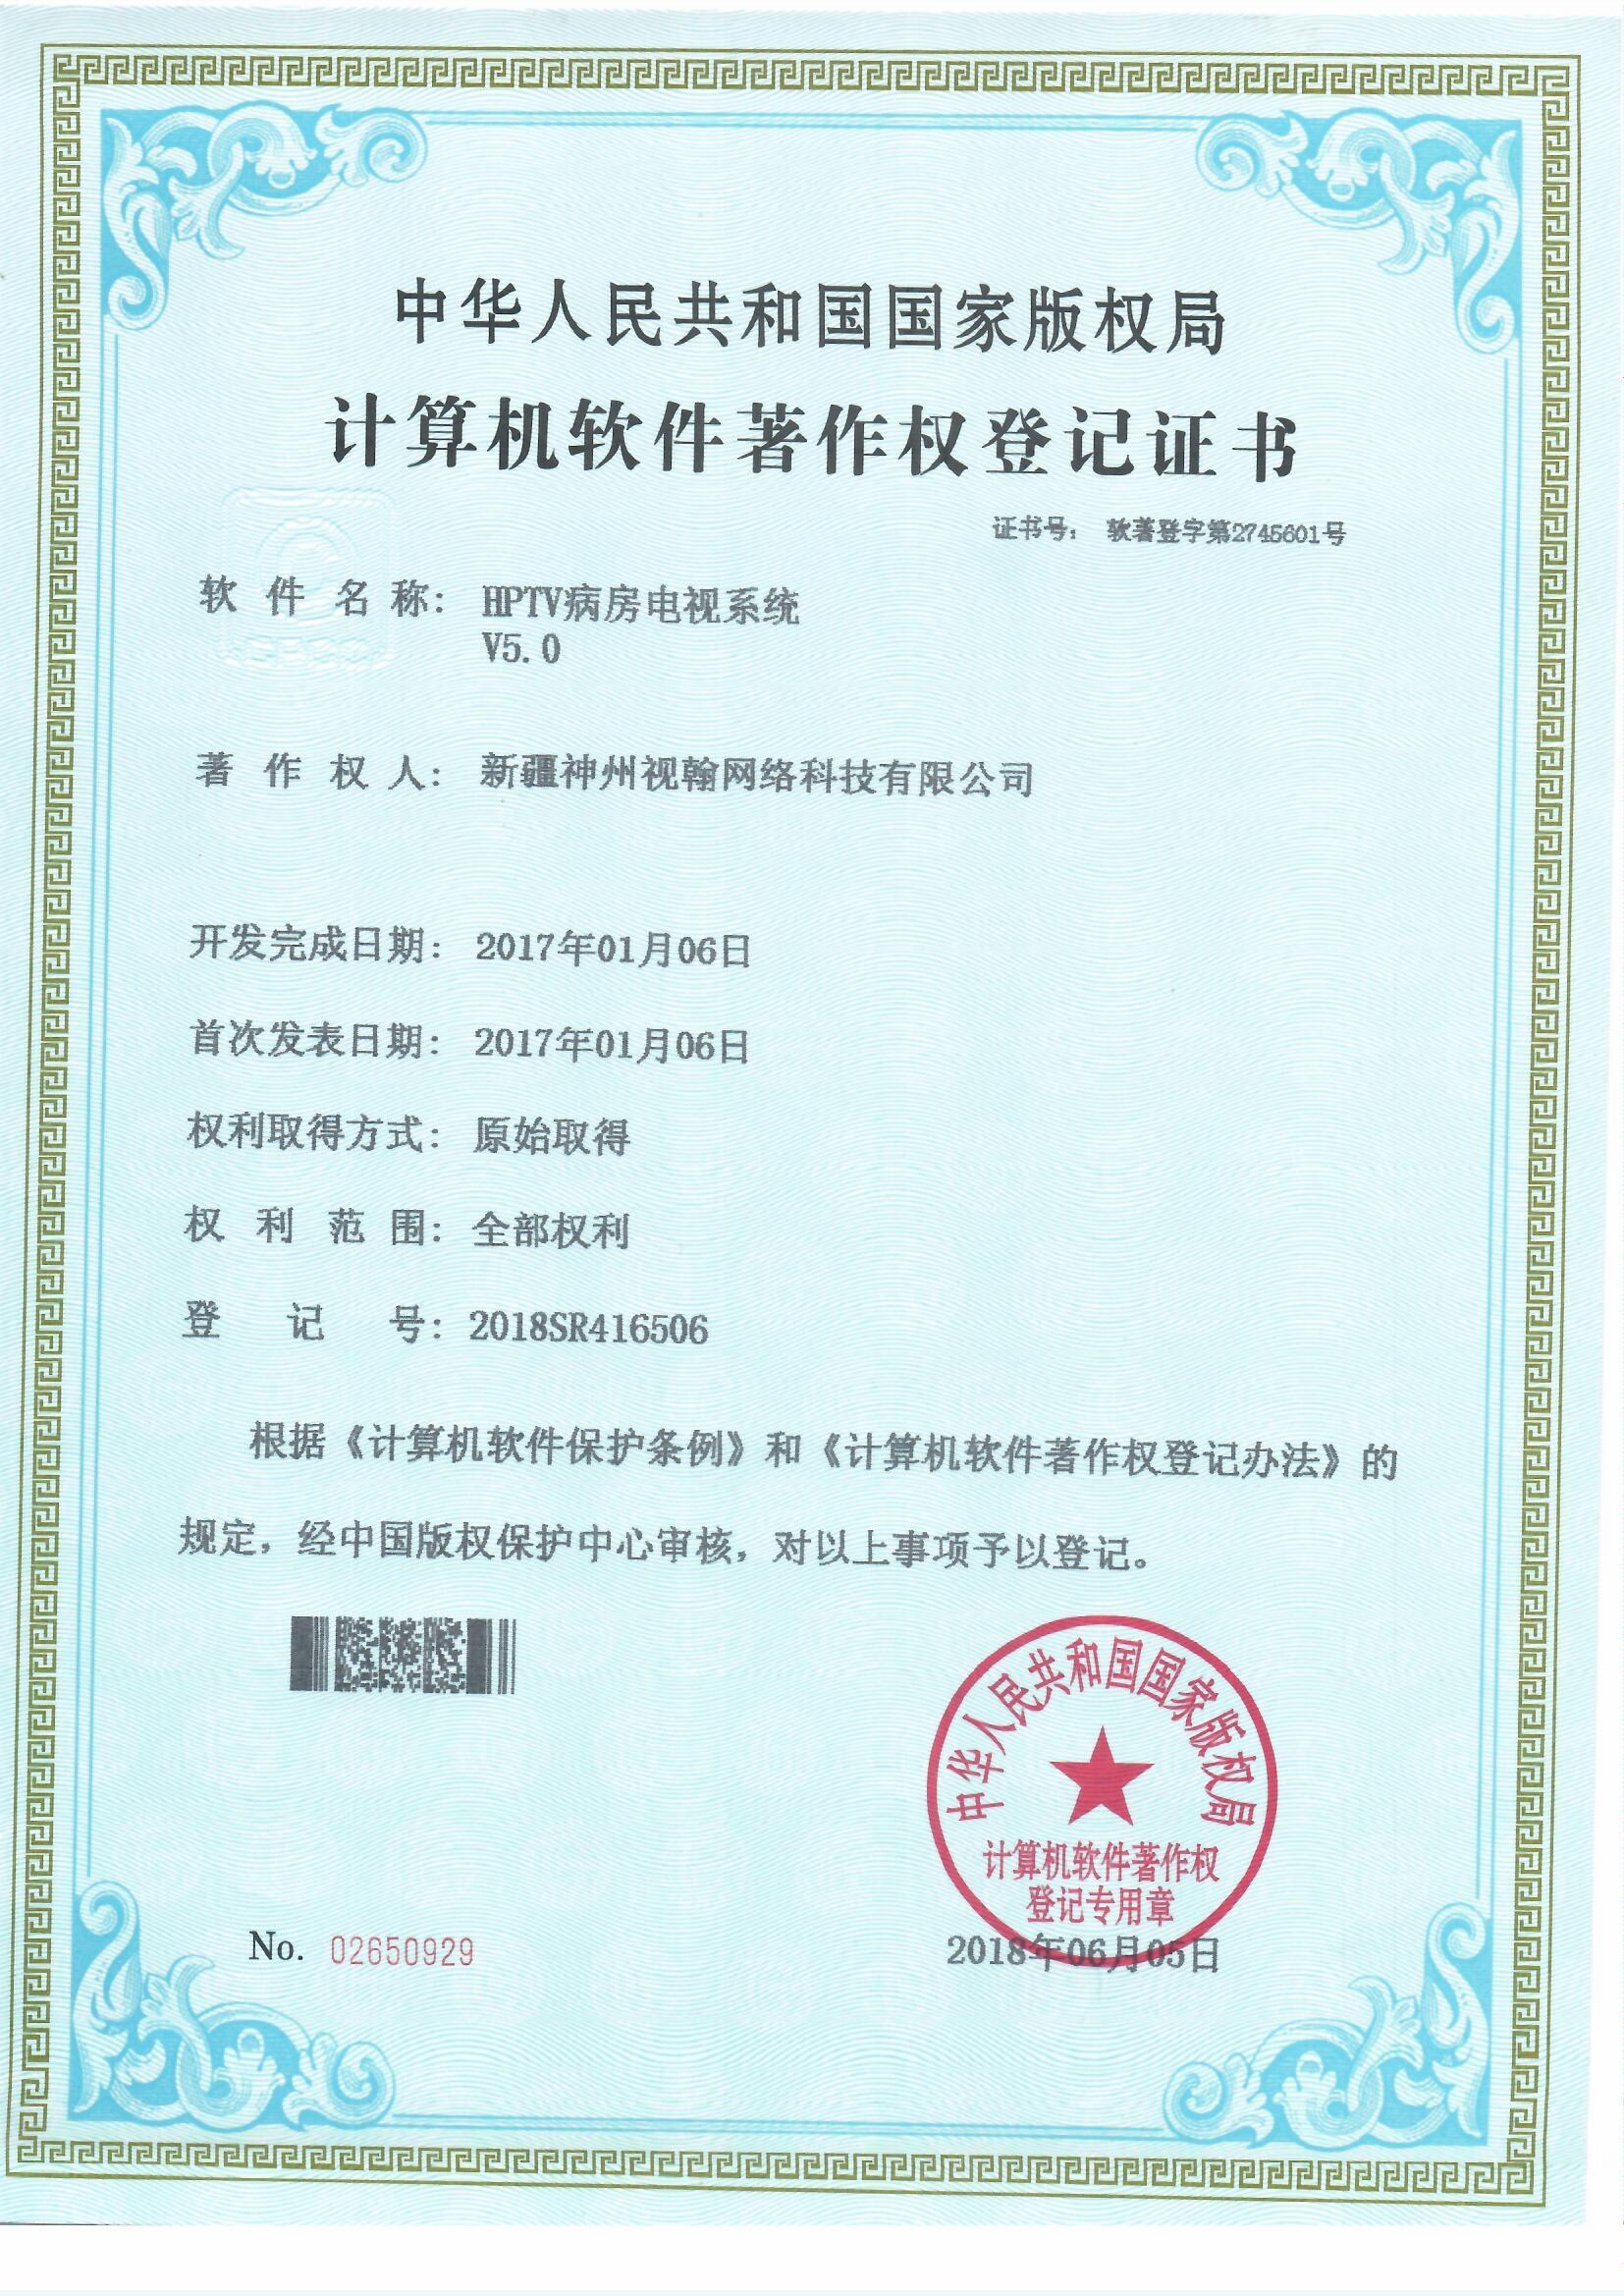 中华人民共和国国家版权局
计算机软件著作权登记证书
证书号： 软著登字第2745601号
软件名称： HPTV病房电视系统
V5.0
著作权人： 新疆神州视翰网络科技有限公司
开发完成日期： 2017年01月06日
首次发表日期： 2017年01月06日
权利取得方式： 原始取得
权利范围： 全部权利
登记号： 2018SR416506
根据《计算机软件保护条例》和《计算机软件著作权登记办法》的
规定，经中国版权保护中心审核，对以上事项予以登记。
中华人民共和国国家版权局
计算机软件著作权
登记专用章
No. 02650929
2018年06月05日